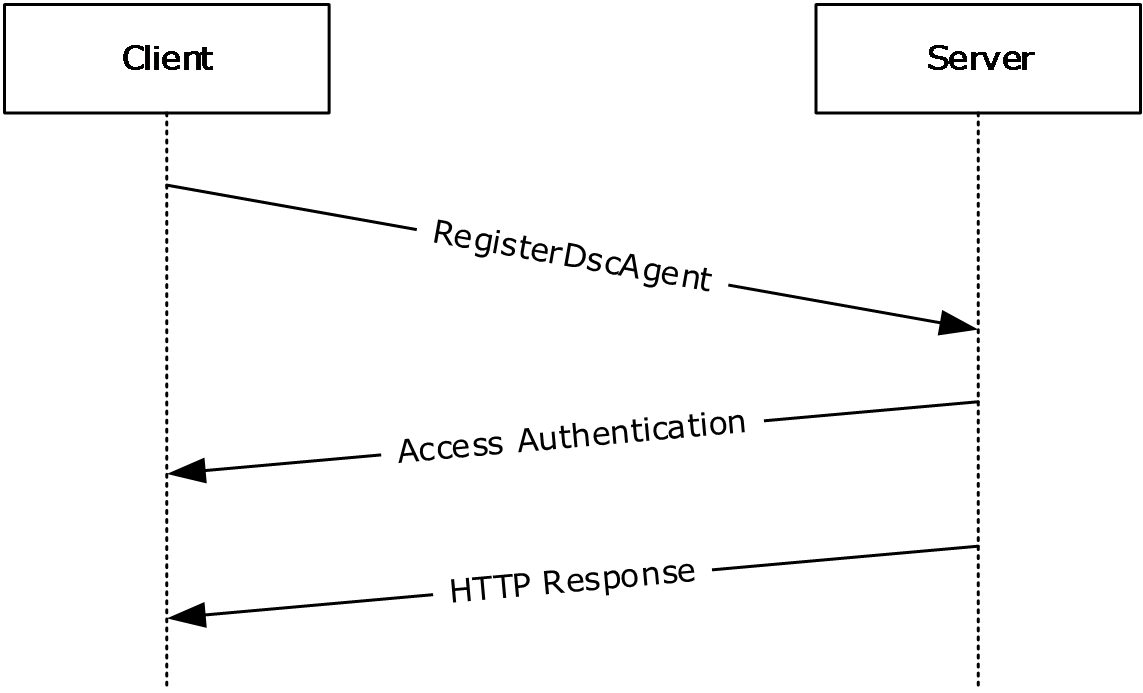 Client
Server
RegisterDscAgent
Access Authentication
HTTP Response